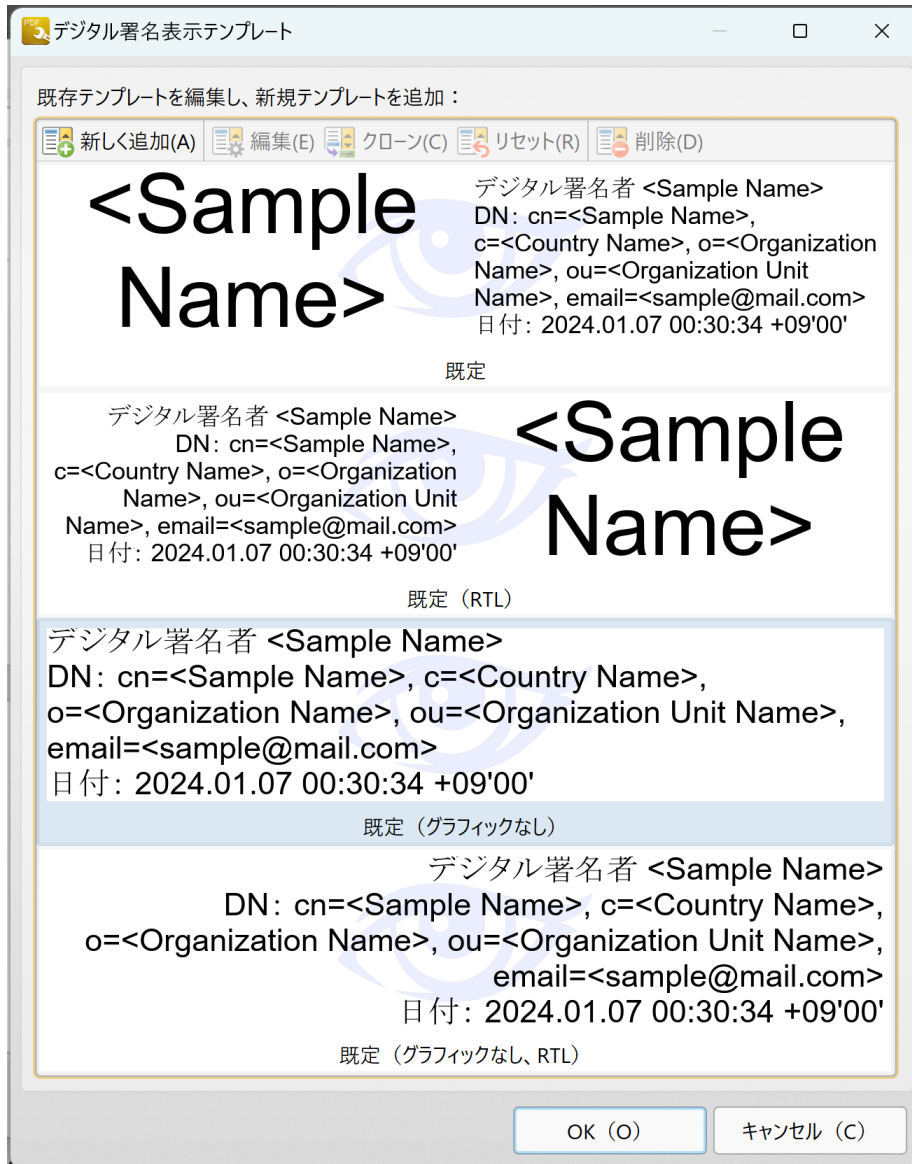 デジタル署名表示テンプレート
既存テンプレートを編集し、新規テンプレートを追加：
新しく追加(A) 編集(E) クローン(C) リセット(R) 削除(D)
<Sample
Name>
デジタル署名者 <Sample Name>
DN：cn=<Sample Name>,
c=<Country Name>, o=<Organization
Name>, ou=<Organization Unit
Name>, email=<sample@mail.com>
日付：2024.01.07 00:30:34 +09'00'
既定
デジタル署名者 <Sample Name>
DN：cn=<Sample Name>,
c=<Country Name>, o=<Organization
Name>, ou=<Organization Unit
Name>, email=<sample@mail.com>
日付：2024.01.07 00:30:34 +09'00'
<Sample
Name>
既定（RTL）
デジタル署名者 <Sample Name>
DN：cn=<Sample Name>, c=<Country Name>,
o=<Organization Name>, ou=<Organization Unit Name>,
email=<sample@mail.com>
日付：2024.01.07 00:30:34 +09'00'
既定（グラフィックなし）
デジタル署名者 <Sample Name>
DN：cn=<Sample Name>, c=<Country Name>,
o=<Organization Name>, ou=<Organization Unit Name>,
email=<sample@mail.com>
日付：2024.01.07 00:30:34 +09'00'
既定（グラフィックなし、RTL）
OK（O） キャンセル（C）